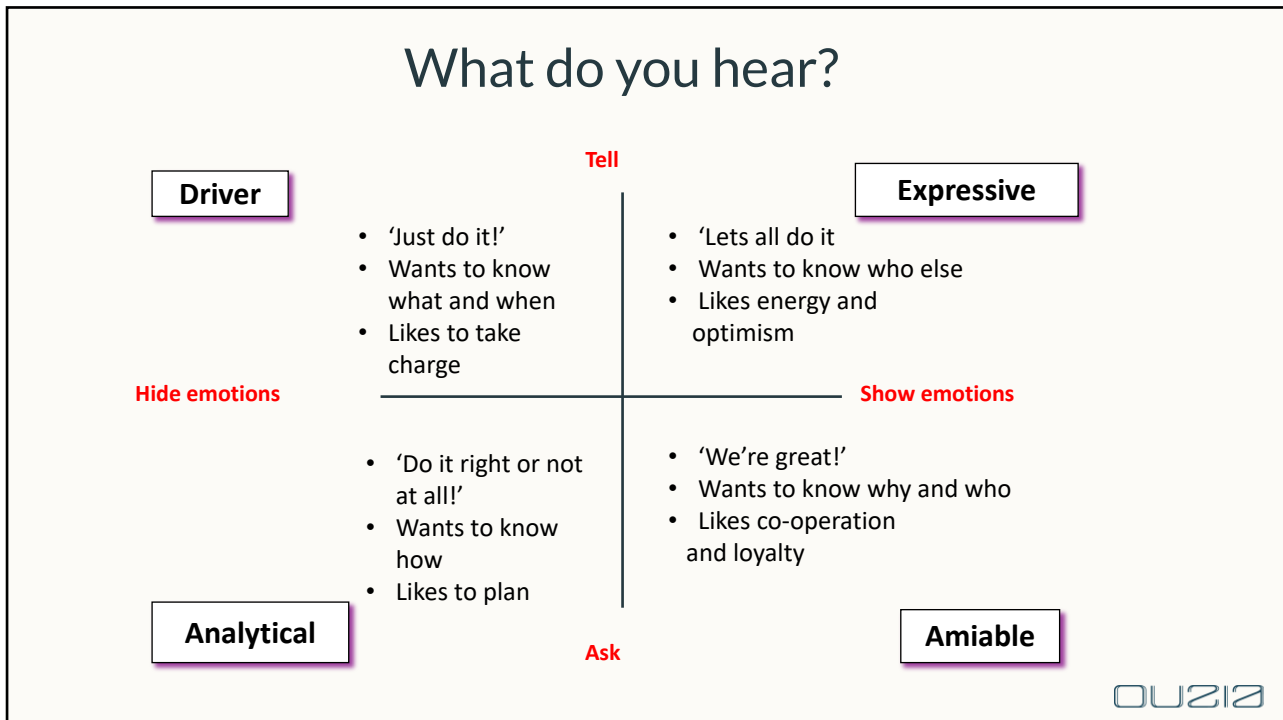 What do you hear?
Tell
Driver
Expressive
• ‘Just do it!’
• Wants to know
what and when
• Likes to take
charge
• ‘Lets all do it
• Wants to know who else
• Likes energy and
optimism
Hide emotions
Show emotions
• ‘Do it right or not
at all!’
• Wants to know
how
• Likes to plan
• ‘We’re great!’
• Wants to know why and who
• Likes co-operation
and loyalty
Analytical
Amiable
Ask
OUZIA